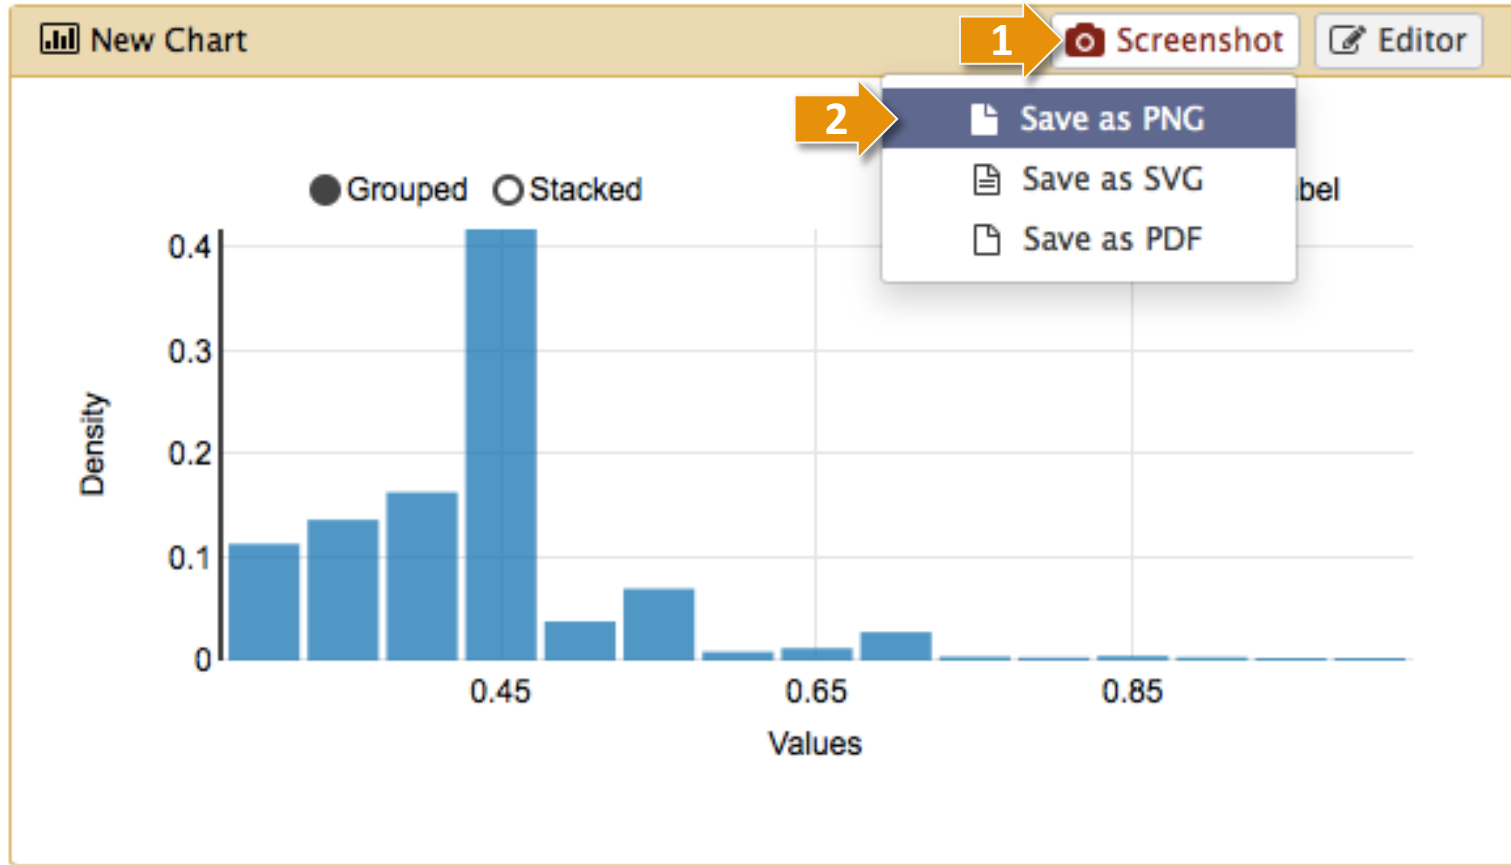 New Chart
1
Screenshot
Editor
2
Save as PNG
Save as SVG
Save as PDF
Grouped
Stacked
0.4
0.3
0.2
0.1
0
Density
0.45
0.65
0.85
Values